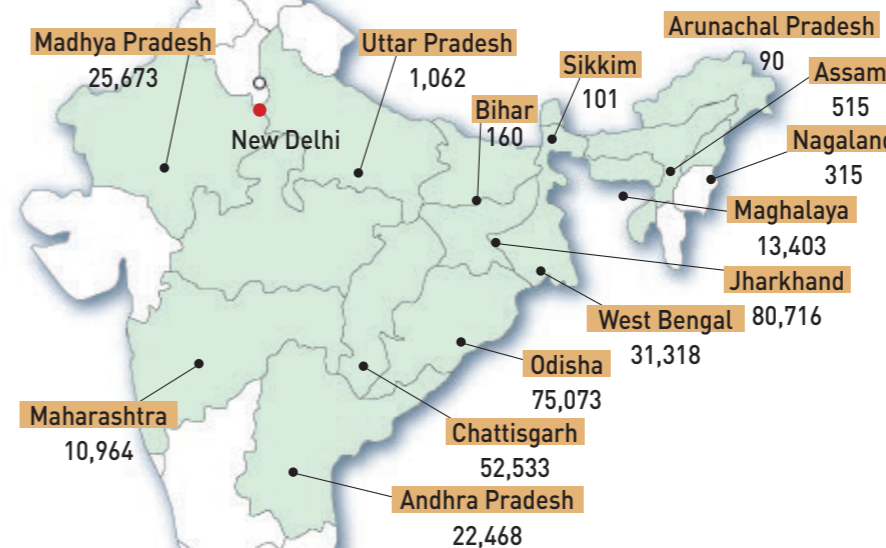 Madhya Pradesh
25,673
Uttar Pradesh
1,062
Arunachal Pradesh
90
Sikkim
101
Assam
515
Bihar
160
New Delhi
Nagaland
315
Maghalaya
13,403
Jharkhand
80,716
West Bengal
31,318
Odisha
75,073
Maharashtra
10,964
Chattisgarh
52,533
Andhra Pradesh
22,468